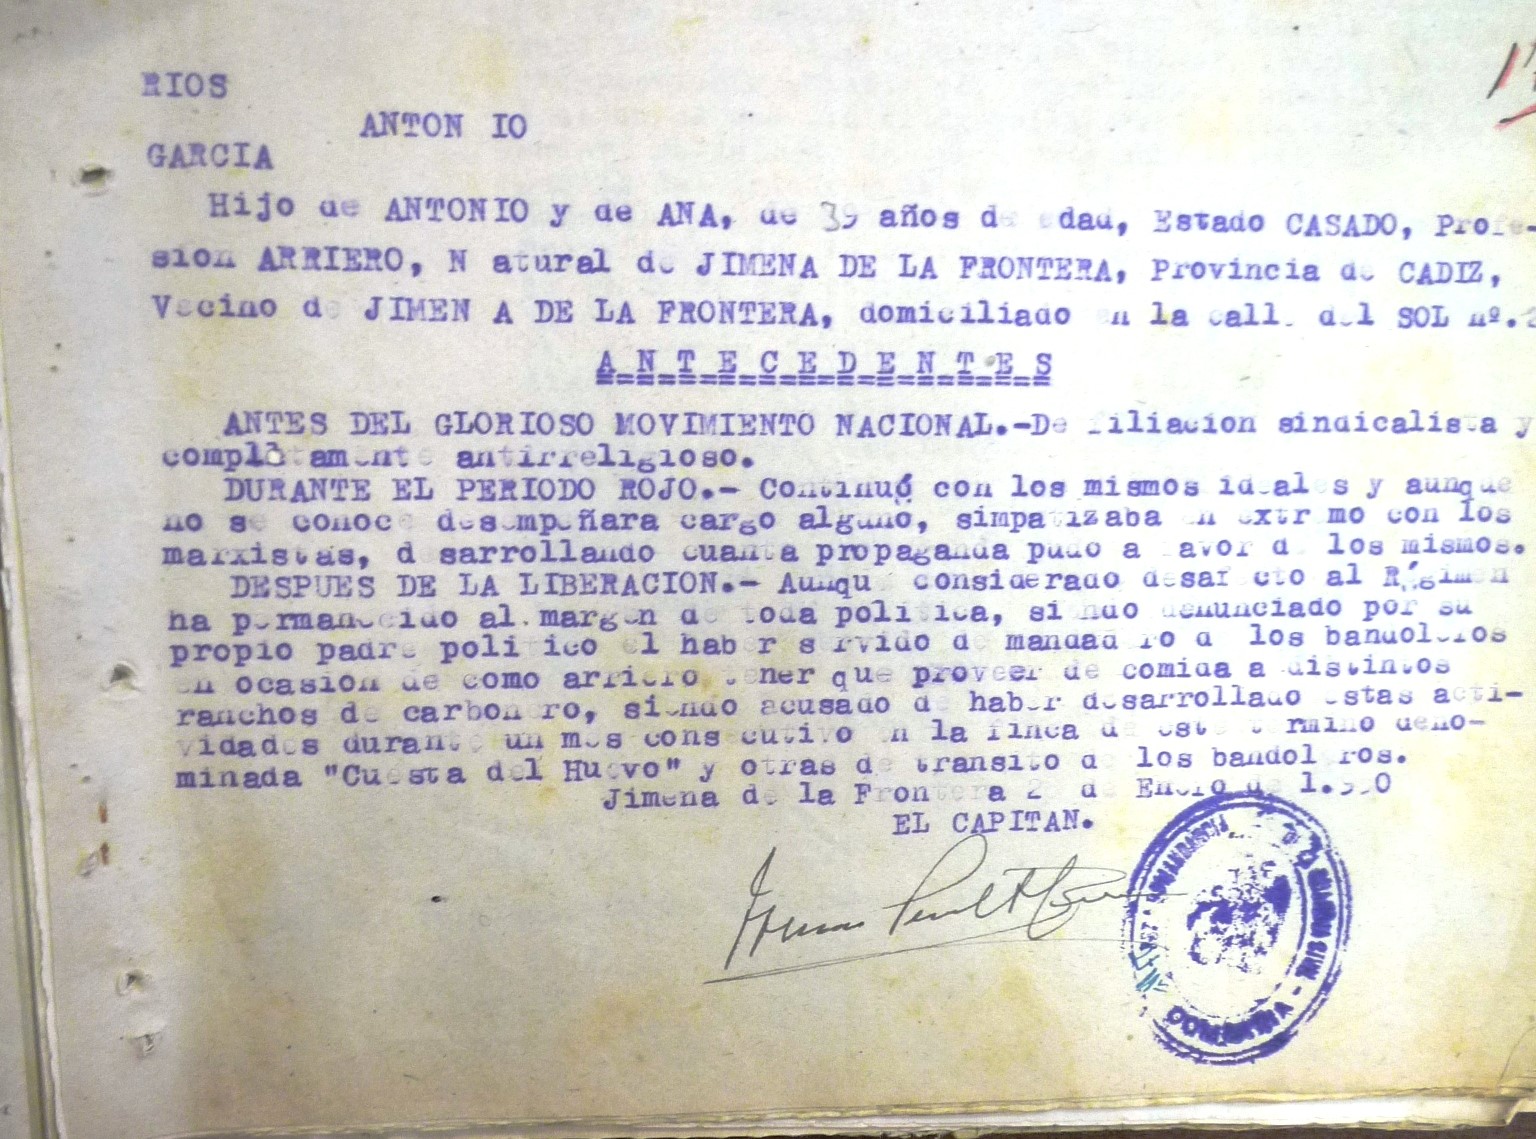 RIOS
ANTON IO
GARCIA
Hijo de ANTONIO y de ANA, de 39 años de edad, Estado CASADO, Profe-
sion ARRIERO, N atural de JIMENA DE LA FRONTERA, Provincia de CADIZ,
Vecino de JIMEN A DE LA FRONTERA, domiciliado en la calle del SOL nº.
A N T E C E D E N T E S
ANTES DEL GLORIOSO MOVIMIENTO NACIONAL.-De filiacion sindicalista y
completamente antirreligioso.
DURANTE EL PERIODO ROJO.- Continuó con los mismos ideales y aunque
no se conoce desempeñara cargo alguno, simpatizaba en extremo con los
marxistas, desarrollando cuanta propaganda pudo a favor de los mismos.
DESPUES DE LA LIBERACION.- Aunque considerado desafecto al Régimen
ha permanecido al margen de toda politica, siendo denunciado por su
propio padre politico el haber servido de mandadero de los bandoleros
en ocasion de como arriero tener que proveer de comida a distintos
ranchos de carbonero, siendo acusado de haber desarrollado estas acti-
vidades durante un mes consecutivo en la finca de este termino deno-
minada "Cuesta del Huevo" y otras de transito de los bandoleros.
Jimena de la Frontera de Enero de
EL CAPITAN.
GUARDIA CIVIL